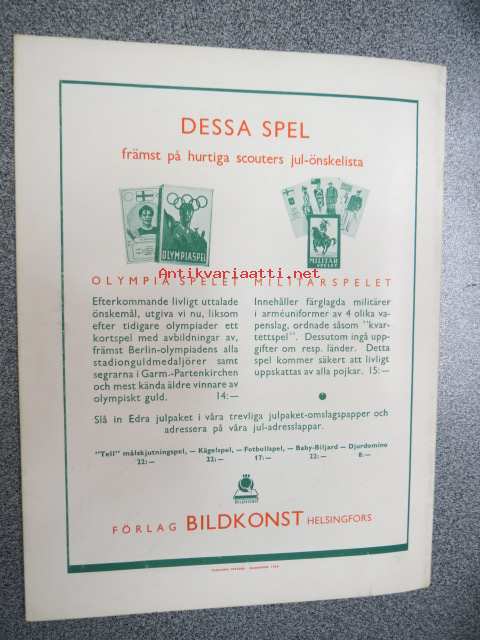 DESSA SPEL
främst på hurtiga scouters jul-önskelista
OLYMPIASPEL
MILITÄR
SPELET
OLYMPIA SPELET MILITÄRSPELET
Antikvariaatti.net
Efterkommande livligt uttalade
önskemål, utgiva vi nu, liksom
efter tidigare olympiader ett
kortspel med avbildningar av,
främst Berlin-olympiadens alla
stadionguldmedaljörer samt
segrarna i Garm.-Partenkirchen
och mest kända äldre vinnare av
olympiskt guld. 14:—
Innehåller färglagda militärer
i arméuniformer av 4 olika va-
penslag, ordnade såsom "kvar-
tettspel". Dessutom ingå upp-
gifter om resp. länder. Detta
spel kommer säkert att livligt
uppskattas av alla pojkar. 15:—
Slå in Edra julpaket i våra trevliga julpaket-omslagspapper och
adressera på våra jul-adresslappar.
"Tell" målskjutningspel, — Kägelspel, — Fotbollspel, — Baby-Biljard — Djurdomino
22:— 22:— 17:— 22:— 8:—
FÖRLAG BILDKONST HELSINGFORS